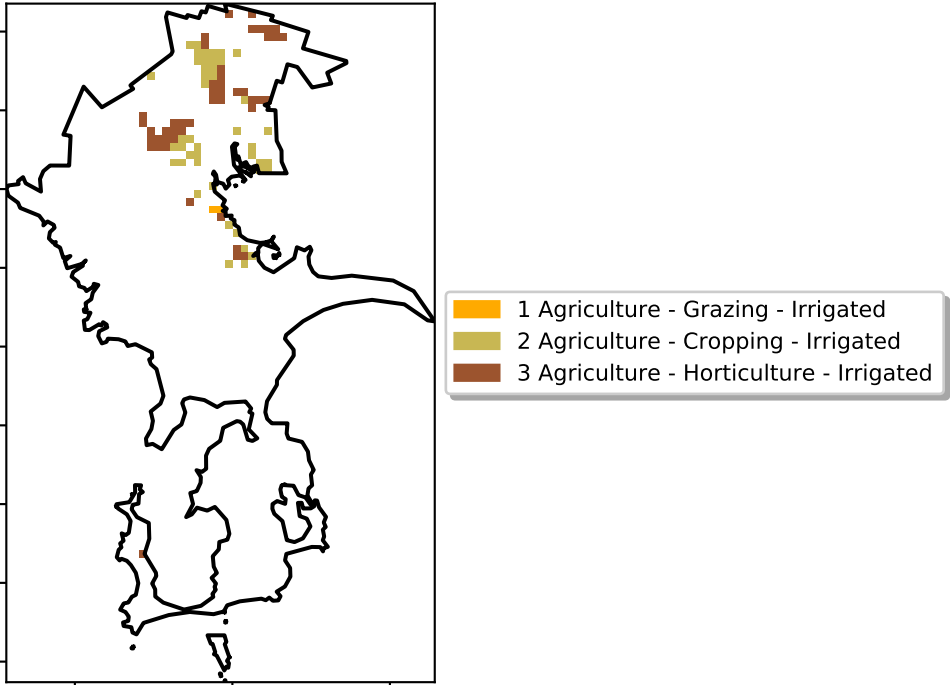 1 Agriculture - Grazing - Irrigated
2 Agriculture - Cropping - Irrigated
3 Agriculture - Horticulture - Irrigated